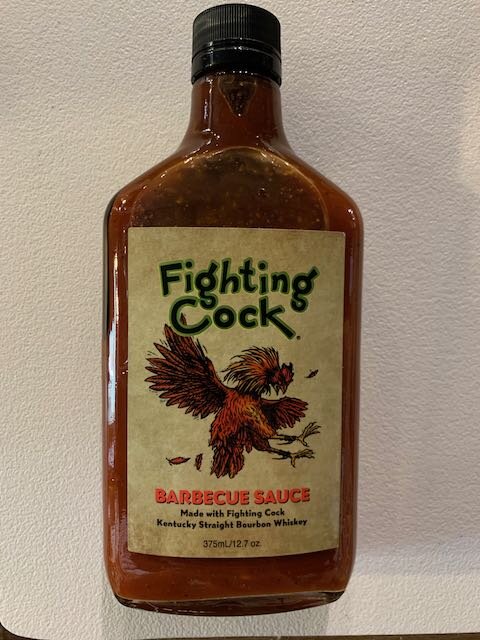 Fighting
Cock®
BARBECUE SAUCE
Made with Fighting Cock
Kentucky Straight Bourbon Whiskey
375mL/12.7 oz.